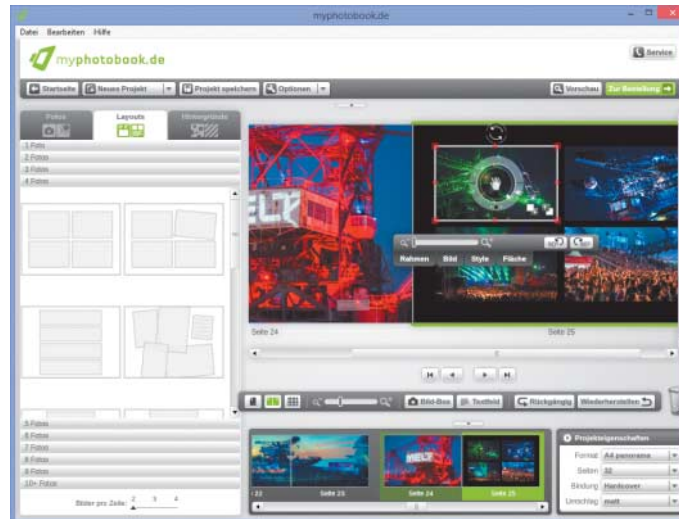 myphotobook.de
Datei Bearbeiten Hilfe
myphotobook.de
Service
Startseite Neues Projekt Projekt speichern Optionen Vorschau Zur Bestellung
Fotos Layouts Hintergründe
1 Foto
2 Fotos
3 Fotos
4 Fotos
MELT
Rahmen Bild Style Fläche
Seite 24 Seite 25
Bild-Box Textfeld Rückgängig Wiederherstellen
5 Fotos
6 Fotos
7 Fotos
8 Fotos
9 Fotos
10+ Fotos
Bilder pro Zeile: 2 3 4
22 Seite 23 Seite 24 Seite 25
Projekteigenschaften
Format A4 panorama
Seiten 32
Bindung Hardcover
Umschlag matt